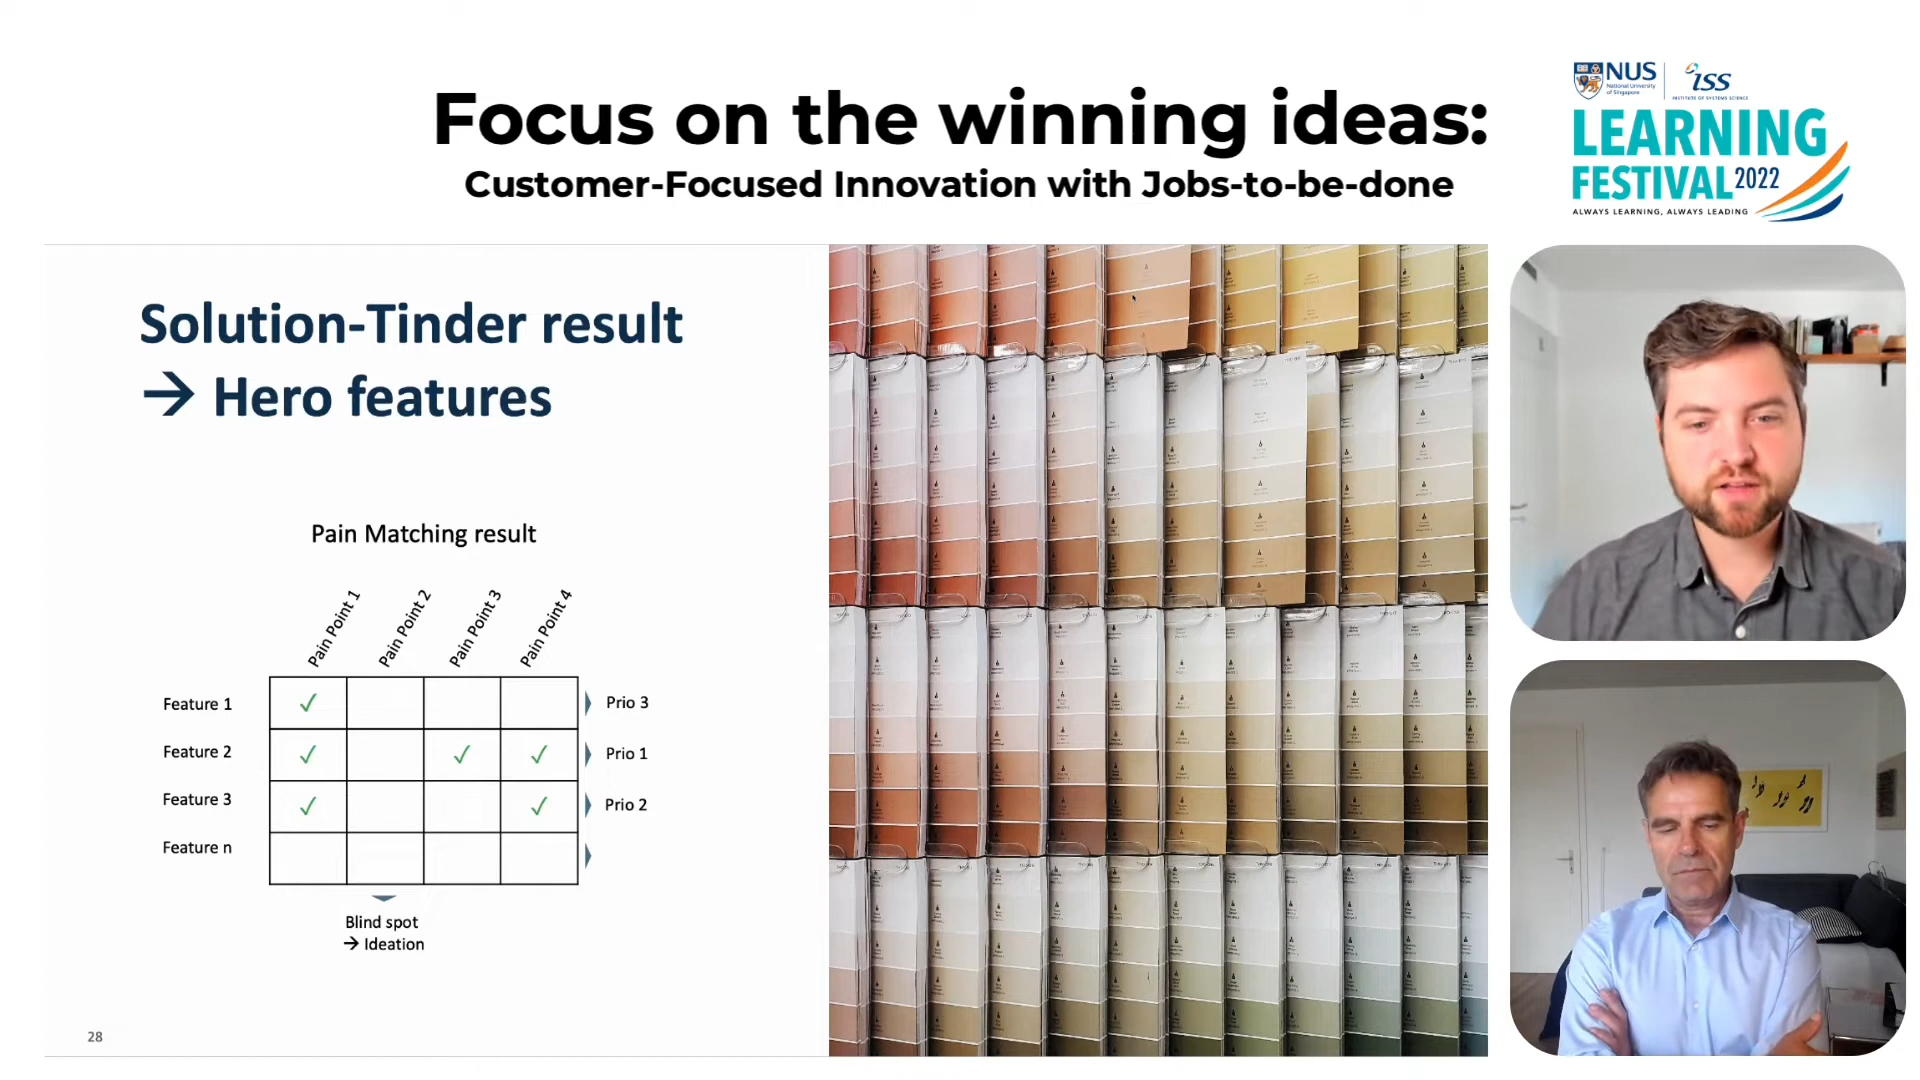 Focus on the winning ideas:
Customer-Focused Innovation with Jobs-to-be-done
NUS
National University
of Singapore
iss
INSTITUTE OF SYSTEMS SCIENCE
LEARNING
FESTIVAL 2022
ALWAYS LEARNING, ALWAYS LEADING
Solution-Tinder result
→ Hero features
Pain Matching result
Pain Point 1
Pain Point 2
Pain Point 3
Pain Point 4
Feature 1 ✓ Prio 3
Feature 2 ✓ ✓ ✓ Prio 1
Feature 3 ✓ ✓ Prio 2
Feature n
Blind spot
→ Ideation
28